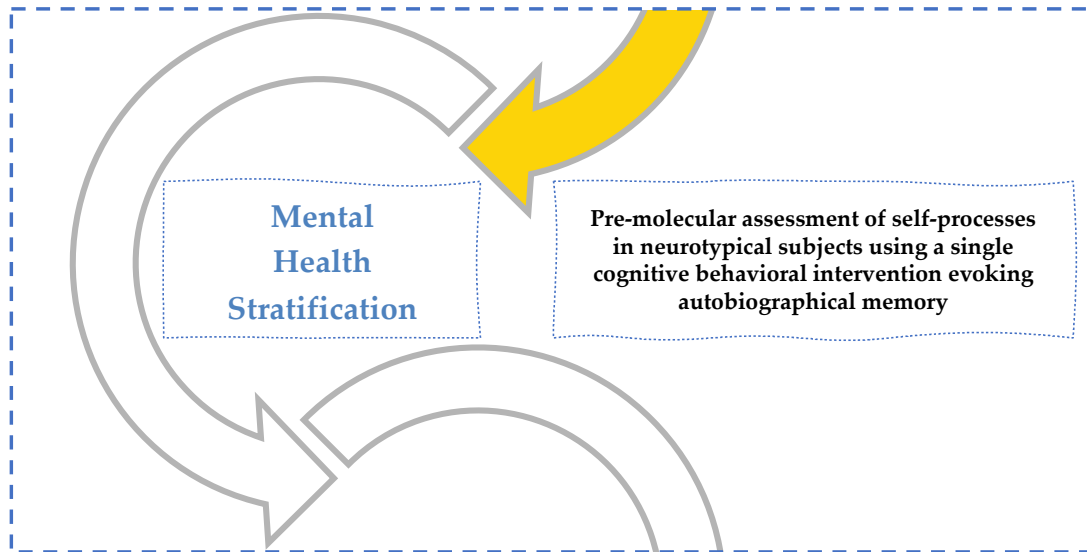 Mental
Health
Stratification
Pre-molecular assessment of self-processes
in neurotypical subjects using a single
cognitive behavioral intervention evoking
autobiographical memory